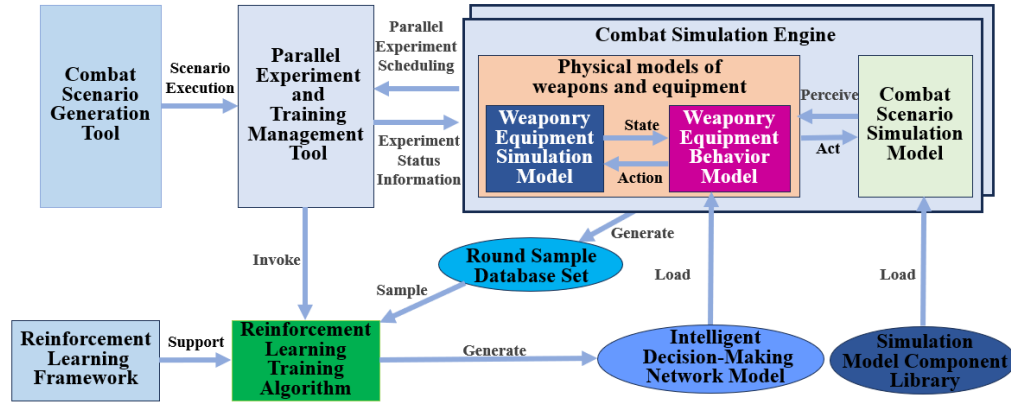 Combat
Scenario
Generation
Tool
Scenario
Execution
Parallel
Experiment
and
Training
Management
Tool
Parallel
Experiment
Scheduling
Experiment
Status
Information
Combat Simulation Engine
Physical models of
weapons and equipment
Weaponry
Equipment
Simulation
Model
State
Action
Weaponry
Equipment
Behavior
Model
Perceive
Act
Combat
Scenario
Simulation
Model
Invoke
Generate
Round Sample
Database Set
Sample
Load
Load
Reinforcement
Learning
Framework
Support
Reinforcement
Learning
Training
Algorithm
Generate
Intelligent
Decision-Making
Network Model
Simulation
Model Component
Library